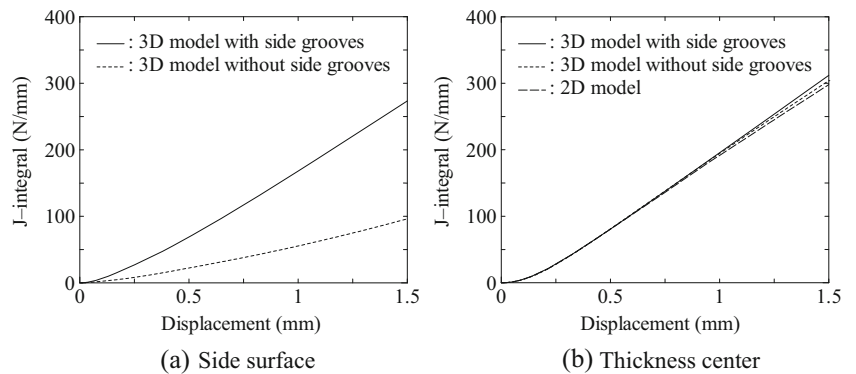 400
300
200
100
0
J–integral (N/mm)
: 3D model with side grooves
: 3D model without side grooves
0 0.5 1 1.5
Displacement (mm)
(a) Side surface
400
300
200
100
0
J–integral (N/mm)
: 3D model with side grooves
: 3D model without side grooves
: 2D model
0 0.5 1 1.5
Displacement (mm)
(b) Thickness center